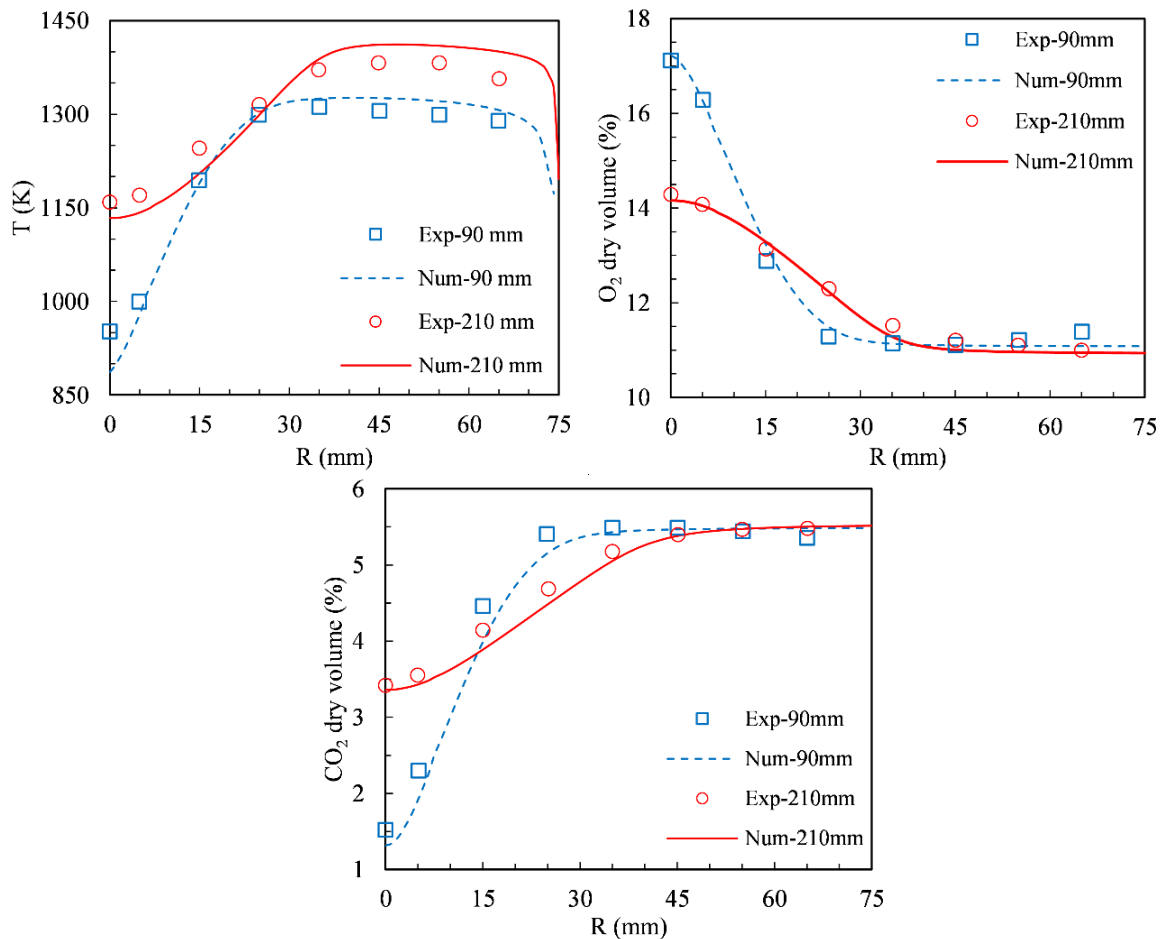 1450
1300
1150
1000
850
T (K)
Exp-90 mm
Num-90 mm
Exp-210 mm
Num-210 mm
0 15 30 45 60 75
R (mm)
18
16
14
12
10
O2 dry volume (%)
Exp-90mm
Num-90mm
Exp-210mm
Num-210mm
0 15 30 45 60 75
R (mm)
6
5
4
3
2
1
CO2 dry volume (%)
Exp-90mm
Num-90mm
Exp-210mm
Num-210mm
0 15 30 45 60 75
R (mm)